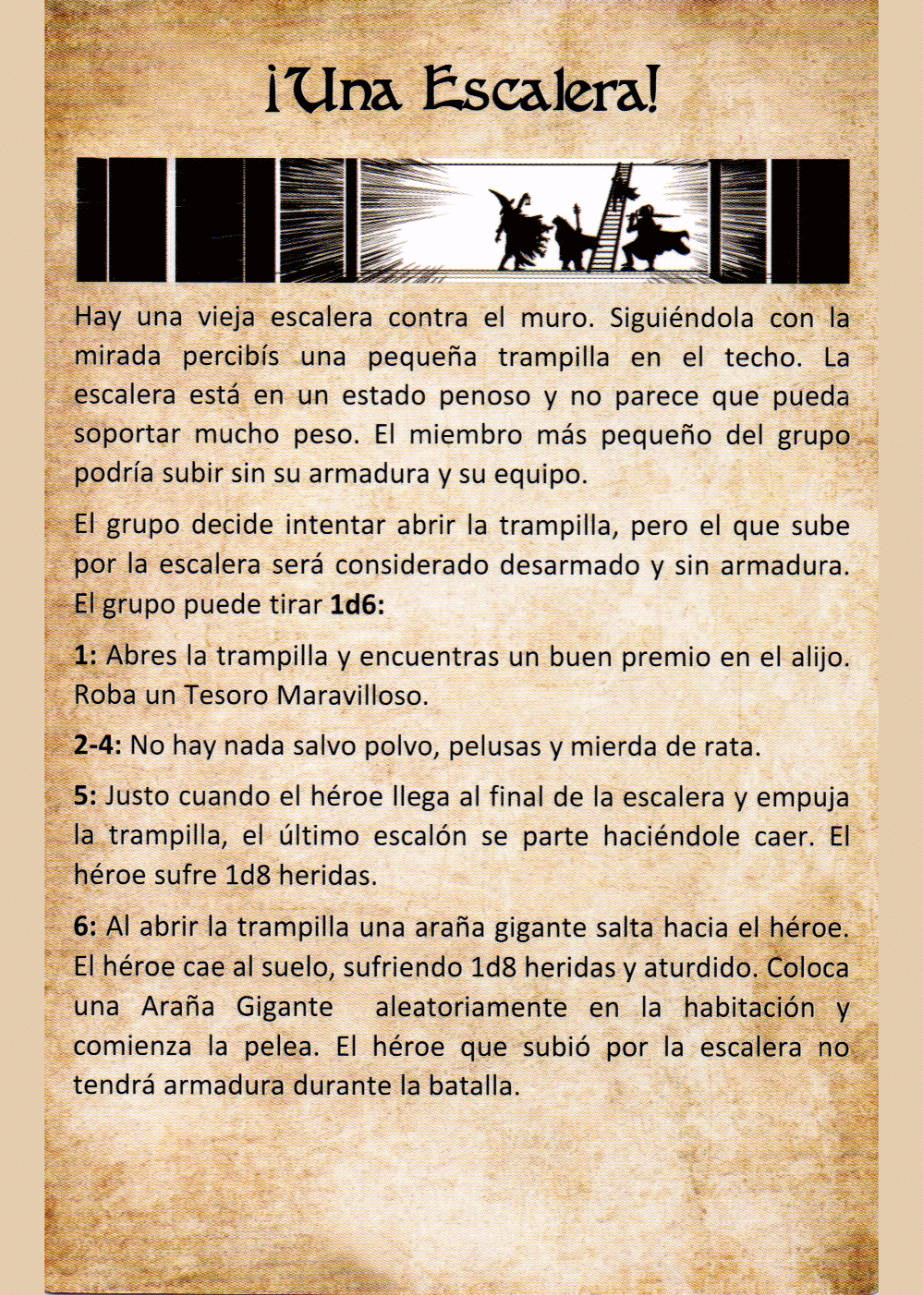 ¡Una Escalera!
Hay una vieja escalera contra el muro. Siguiéndola con la
mirada percibís una pequeña trampilla en el techo. La
escalera está en un estado penoso y no parece que pueda
soportar mucho peso. El miembro más pequeño del grupo
podría subir sin su armadura y su equipo.
El grupo decide intentar abrir la trampilla, pero el que sube
por la escalera será considerado desarmado y sin armadura.
El grupo puede tirar 1d6:
1: Abres la trampilla y encuentras un buen premio en el alijo.
Roba un Tesoro Maravilloso.
2-4: No hay nada salvo polvo, pelusas y mierda de rata.
5: Justo cuando el héroe llega al final de la escalera y empuja
la trampilla, el último escalón se parte haciéndole caer. El
héroe sufre 1d8 heridas.
6: Al abrir la trampilla una araña gigante salta hacia el héroe.
El héroe cae al suelo, sufriendo 1d8 heridas y aturdido. Coloca
una Araña Gigante aleatoriamente en la habitación y
comienza la pelea. El héroe que subió por la escalera no
tendrá armadura durante la batalla.